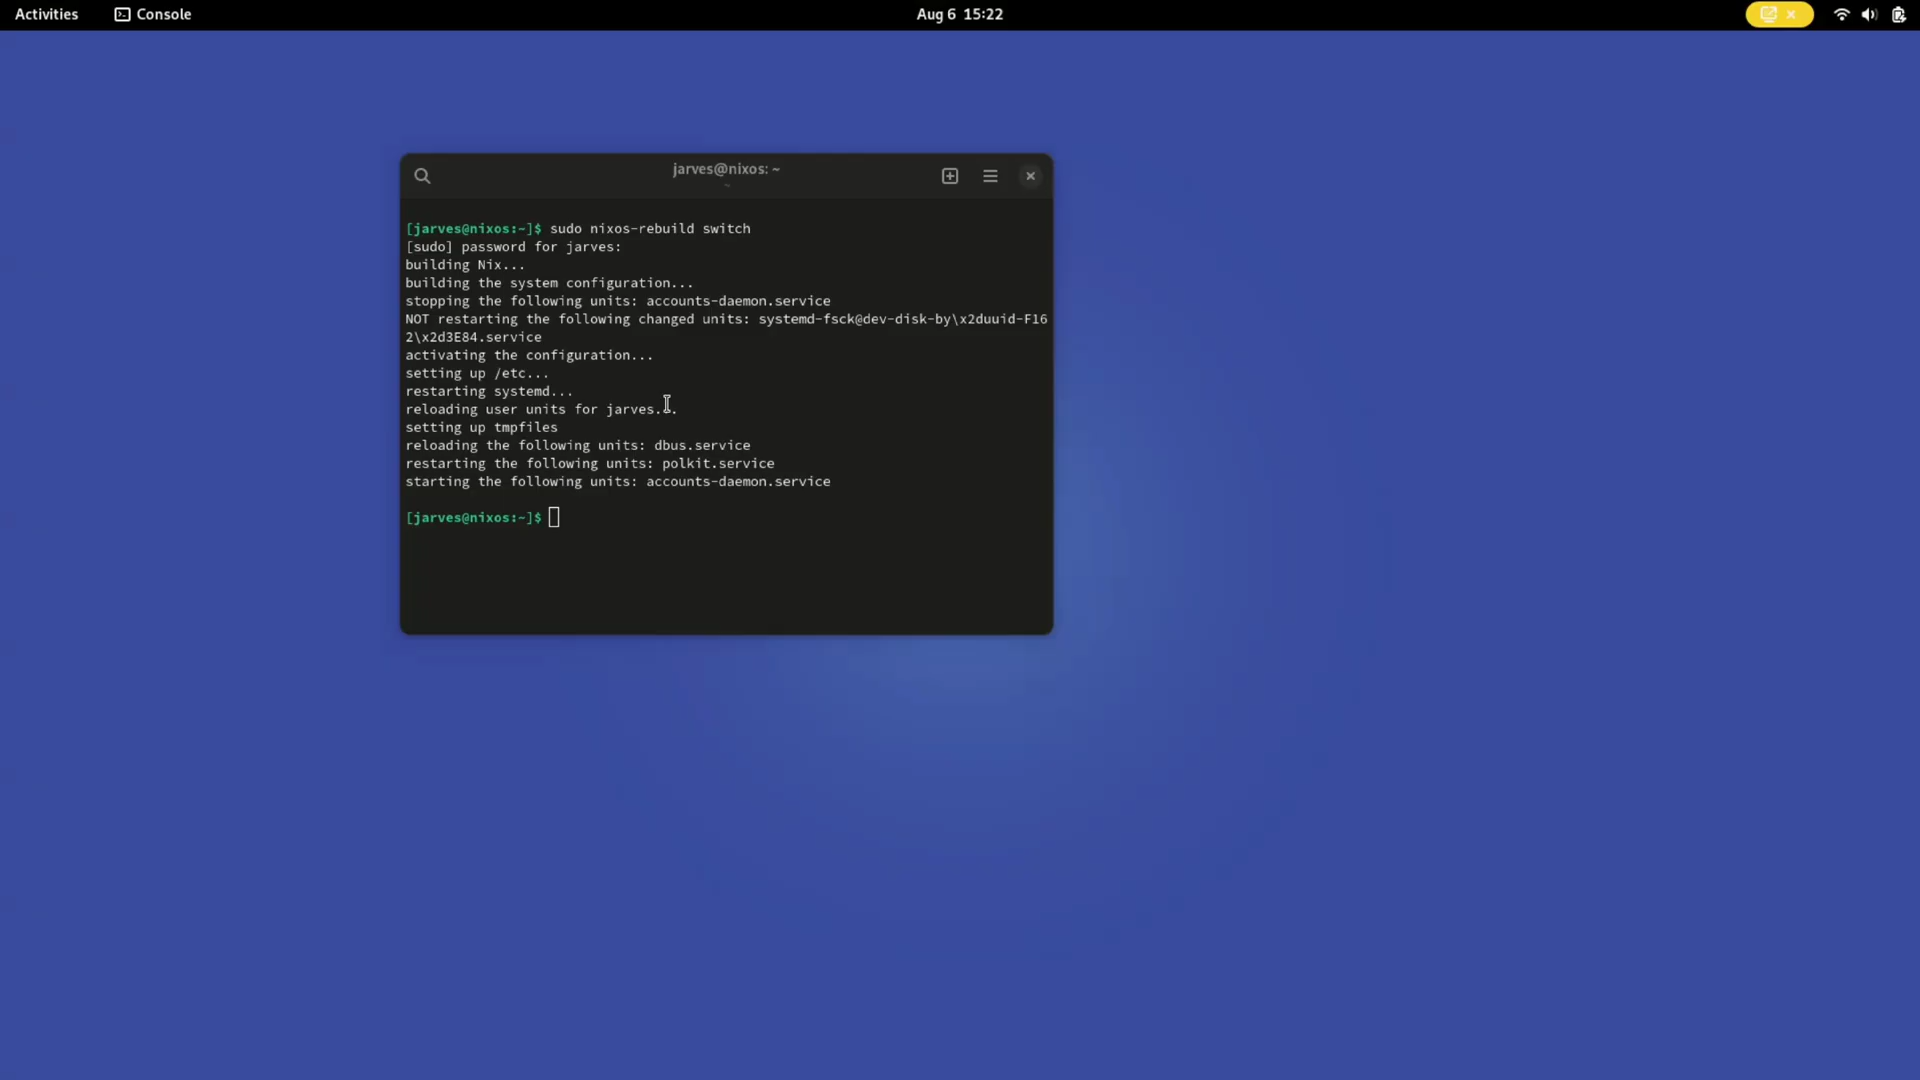 Activities
Console
Aug 6 15:22
jarves@nixos: ~
~
[jarves@nixos:~]$ sudo nixos-rebuild switch
[sudo] password for jarves:
building Nix...
building the system configuration...
stopping the following units: accounts-daemon.service
NOT restarting the following changed units: systemd-fsck@dev-disk-by\x2duuid-F16
2\x2d3E84.service
activating the configuration...
setting up /etc...
restarting systemd...
reloading user units for jarves...
setting up tmpfiles
reloading the following units: dbus.service
restarting the following units: polkit.service
starting the following units: accounts-daemon.service
[jarves@nixos:~]$